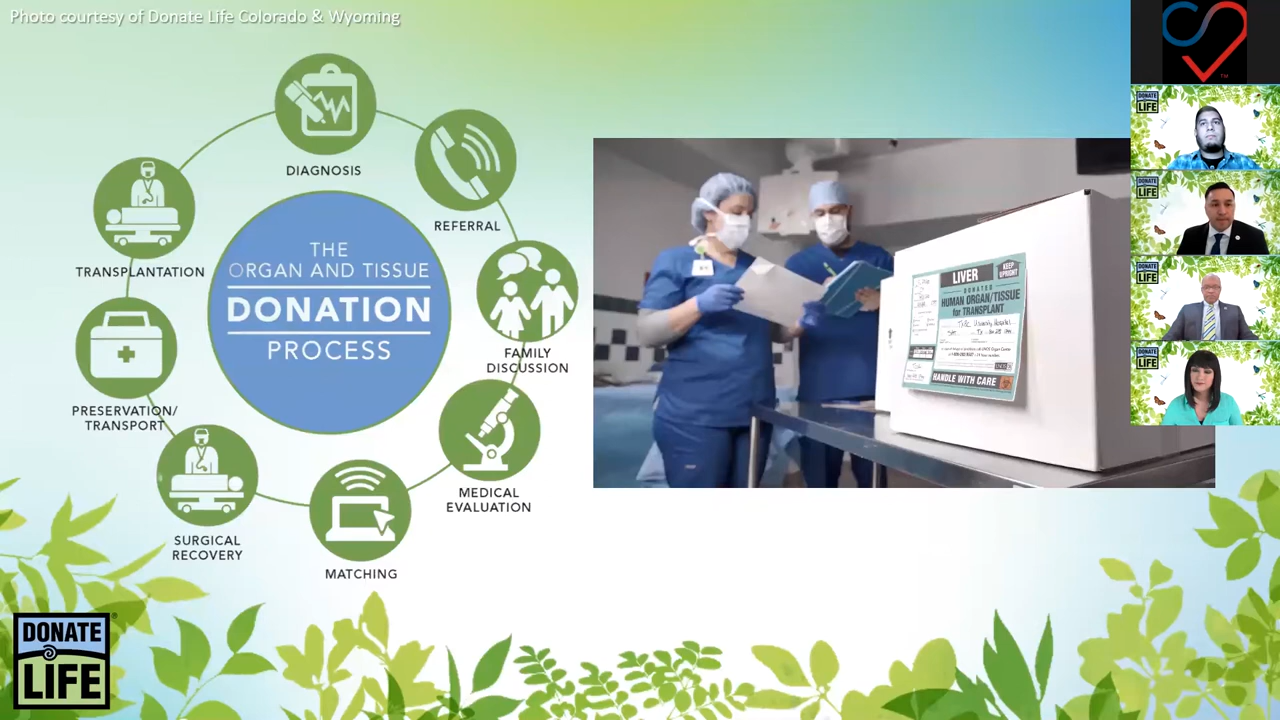 Photo courtesy of Donate Life Colorado & Wyoming
DIAGNOSIS
REFERRAL
FAMILY
DISCUSSION
MEDICAL
EVALUATION
MATCHING
SURGICAL
RECOVERY
PRESERVATION/
TRANSPORT
TRANSPLANTATION
THE
ORGAN AND TISSUE
DONATION
PROCESS
LIVER
KEEP
UPRIGHT
DONATED
HUMAN ORGAN/TISSUE
for TRANSPLANT
HANDLE WITH CARE
DONATE
LIFE
®
TM
DONATE
LIFE
DONATE
LIFE
DONATE
LIFE
DONATE
LIFE